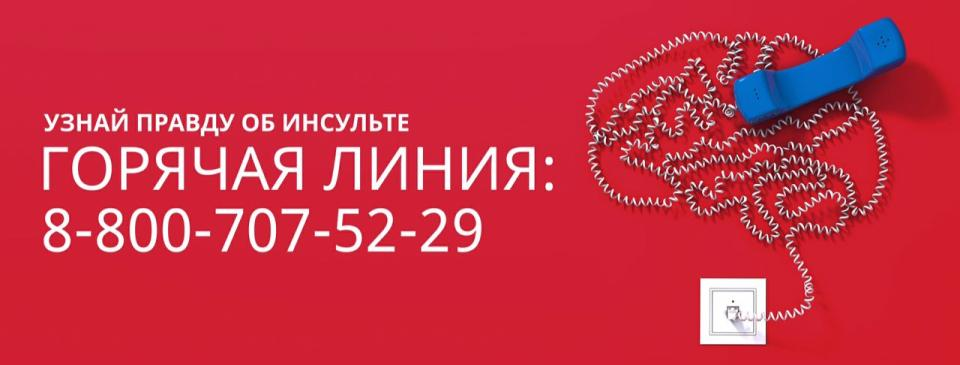 УЗНАЙ ПРАВДУ ОБ ИНСУЛЬТЕ
ГОРЯЧАЯ ЛИНИЯ:
8-800-707-52-29